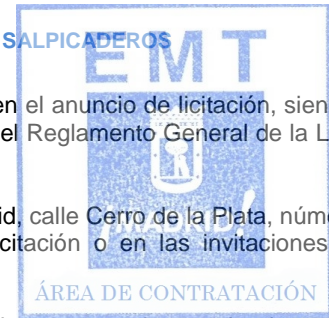 SALPICADEROS
EMT
en el anuncio de licitación, sien
el Reglamento General de la L
id, calle Cerro de la Plata, núme
citación o en las invitaciones
¡MADRID!
ÁREA DE CONTRATACIÓN